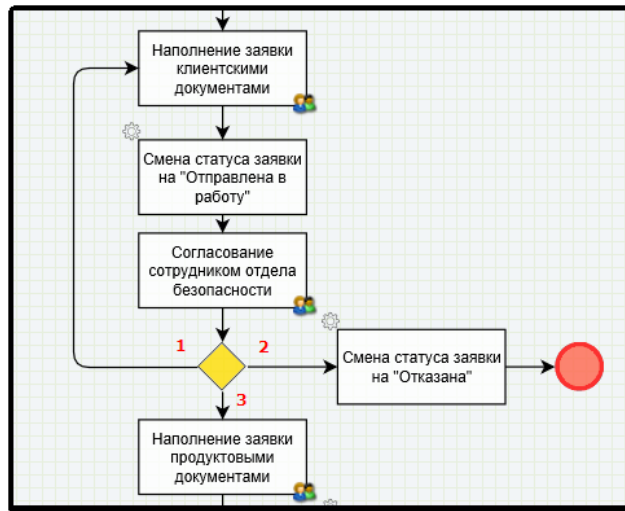 Наполнение заявки
клиентскими
документами
Смена статуса заявки
на "Отправлена в
работу"
Согласование
сотрудником отдела
безопасности
1
2
Смена статуса заявки
на "Отказана"
3
Наполнение заявки
продуктовыми
документами